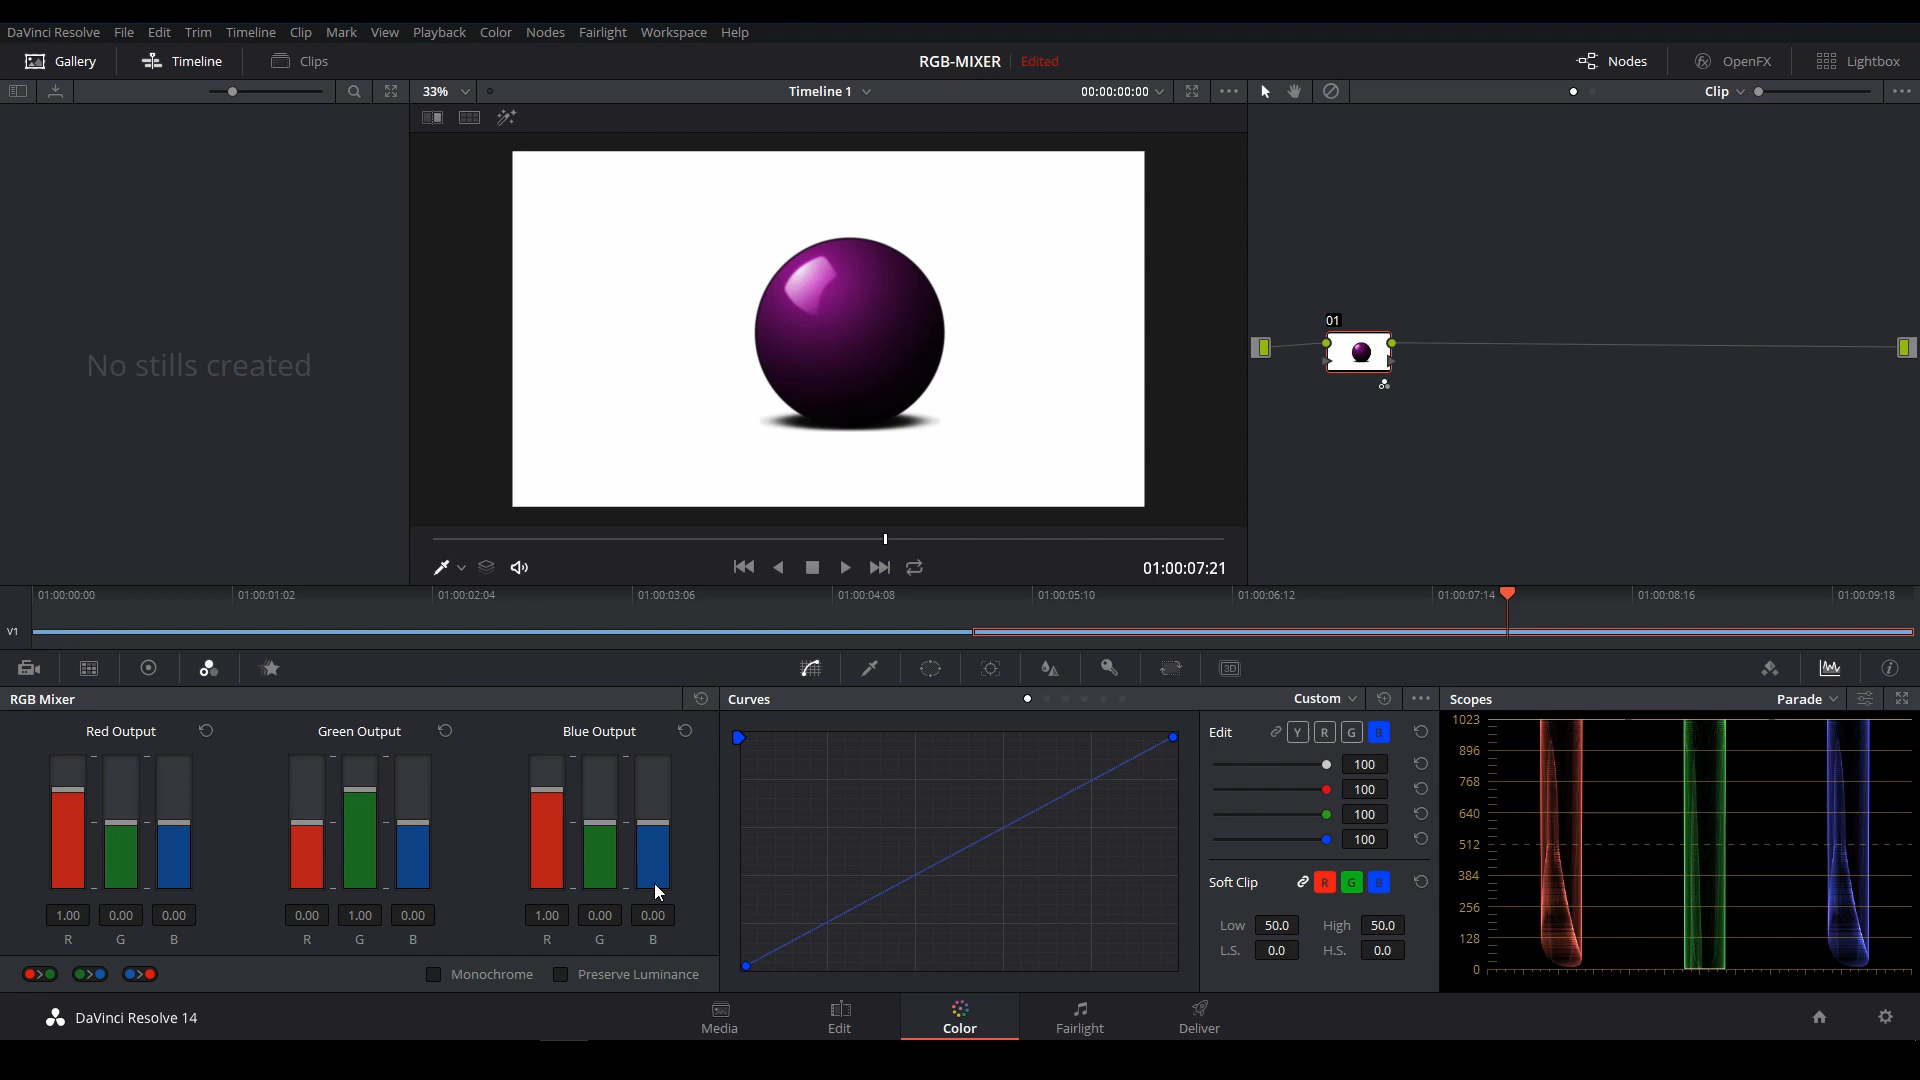 DaVinci Resolve File Edit Trim Timeline Clip Mark View Playback Color Nodes Fairlight Workspace Help
Gallery Timeline Clips RGB-MIXER Edited Nodes OpenFX Lightbox
33% Timeline 1 00:00:00:00 Clip
01
No stills created
01:00:07:21
01:00:00:00 01:00:01:02 01:00:02:04 01:00:03:06 01:00:04:08 01:00:05:10 01:00:06:12 01:00:07:14 01:00:08:16 01:00:09:18
V1
3D
RGB Mixer Curves Custom Scopes Parade
Red Output Green Output Blue Output
Edit Y R G B
100
100
100
100
Soft Clip R G B
Low 50.0 High 50.0
L.S. 0.0 H.S. 0.0
1023
896
768
640
512
384
256
128
0
1.00 0.00 0.00 0.00 1.00 0.00 1.00 0.00 0.00
R G B R G B R G B
Monochrome Preserve Luminance
DaVinci Resolve 14 Media Edit Color Fairlight Deliver